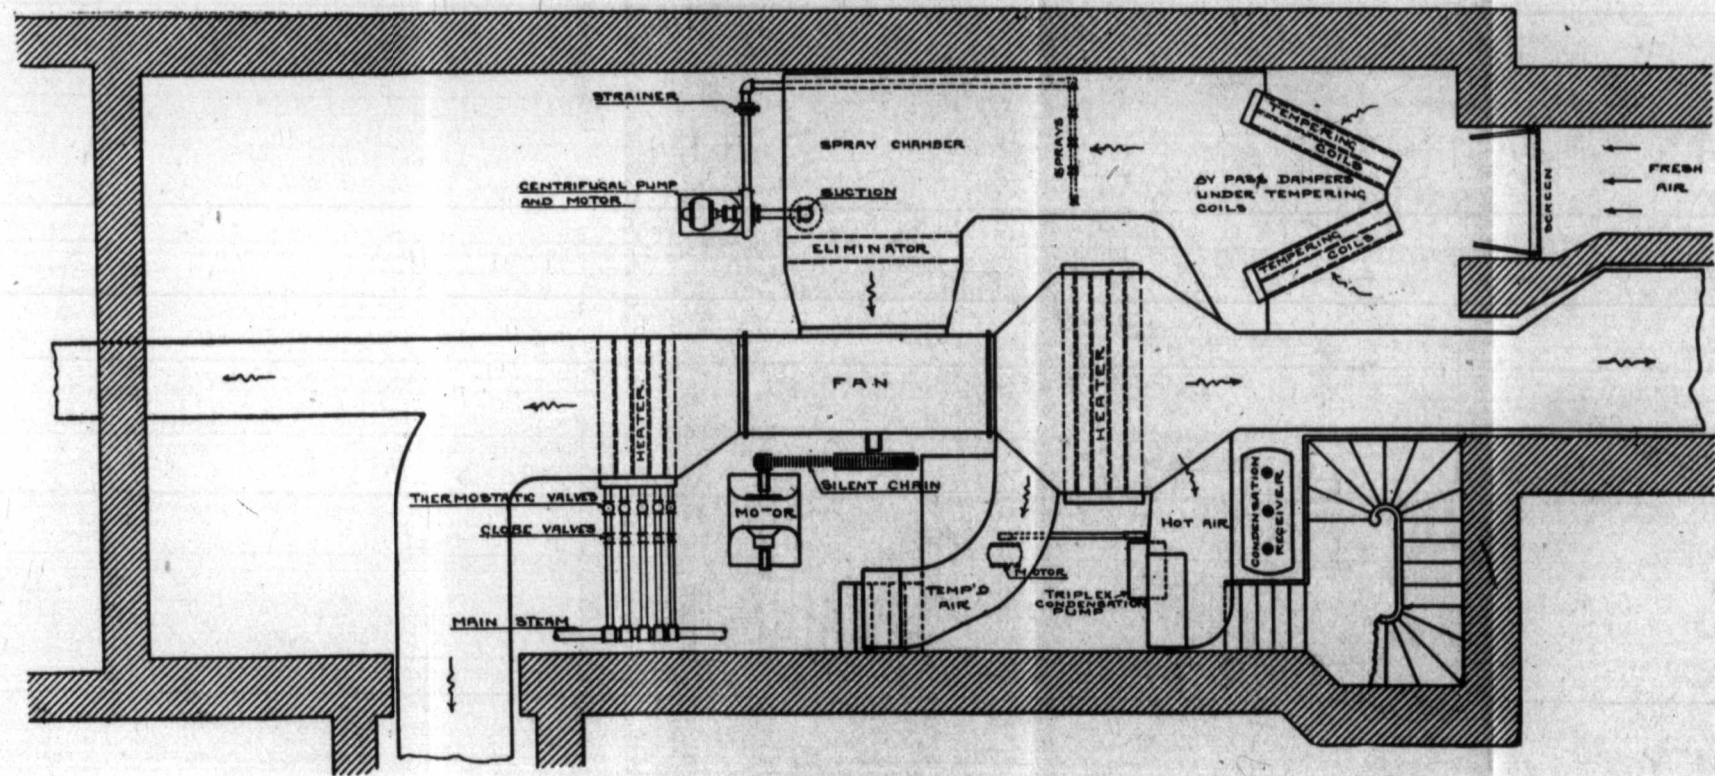 STRAINER
SPRAY CHAMBER
SPRAYS
TEMPERING
COILS
CENTRIFUGAL PUMP
AND MOTOR
SUCTION
BY PASS DAMPERS
UNDER TEMPERING
COILS
SCREEN
FRESH
AIR
ELIMINATOR
TEMPERING
COILS
HEATER
FAN
HEATER
THERMOSTATIC VALVES
GLOBE VALVES
MOTOR
SILENT CHAIN
HOT AIR
CONDENSATION
RECEIVER
MOTOR
TEMP'D
AIR
TRIPLEX
CONDENSATION
PUMP
MAIN STEAM